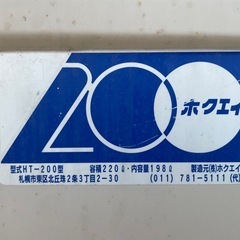 200 ホクエイ
型式HT-200型 容積220ℓ・内容量198ℓ 製造元(株)ホクエイ
札幌市東区北丘珠2条3丁目2-30 (011) 781-5111 (代)